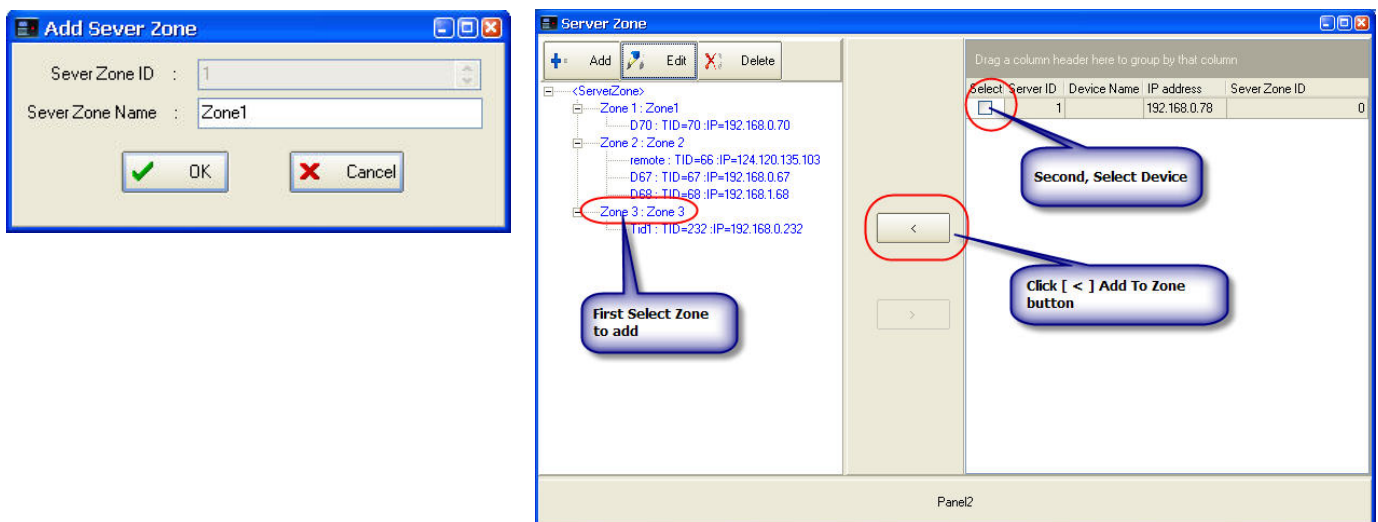 Add Sever Zone
Sever Zone ID : 1
Sever Zone Name : Zone1
OK Cancel
Server Zone
Add Edit Delete
<ServerZone>
Zone 1 : Zone1
D70 : TID=70 :IP=192.168.0.70
Zone 2 : Zone 2
remote : TID=66 :IP=124.120.135.103
D67 : TID=67 :IP=192.168.0.67
D68 : TID=68 :IP=192.168.1.68
Zone 3 : Zone 3
Tid1 : TID=232 :IP=192.168.0.232
First Select Zone
to add
<
>
Drag a column header here to group by that column
Select Server ID Device Name IP address Sever Zone ID
1 192.168.0.78 0
Second, Select Device
Click [ < ] Add To Zone
button
Panel2